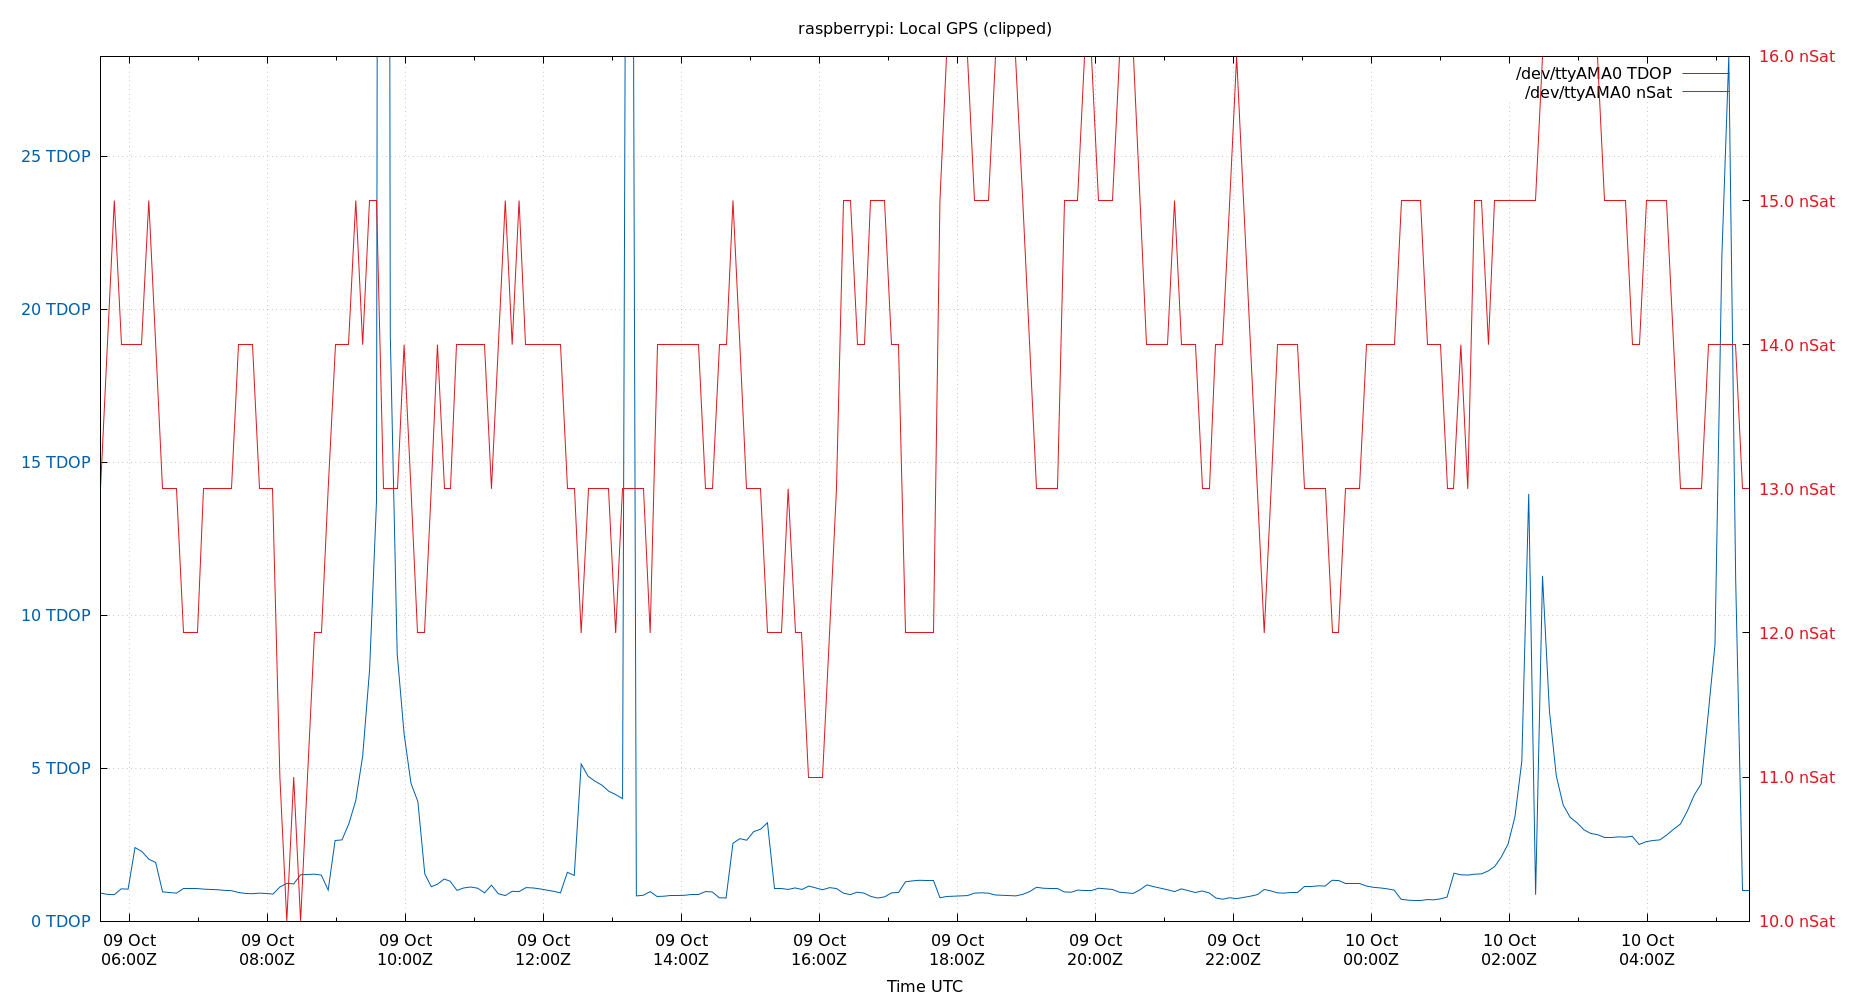 raspberrypi: Local GPS (clipped)
/dev/ttyAMA0 TDOP
/dev/ttyAMA0 nSat
25 TDOP
20 TDOP
15 TDOP
10 TDOP
5 TDOP
0 TDOP
16.0 nSat
15.0 nSat
14.0 nSat
13.0 nSat
12.0 nSat
11.0 nSat
10.0 nSat
09 Oct 09 Oct 09 Oct 09 Oct 09 Oct 09 Oct 09 Oct 09 Oct 09 Oct 10 Oct 10 Oct 10 Oct
06:00Z 08:00Z 10:00Z 12:00Z 14:00Z 16:00Z 18:00Z 20:00Z 22:00Z 00:00Z 02:00Z 04:00Z
Time UTC